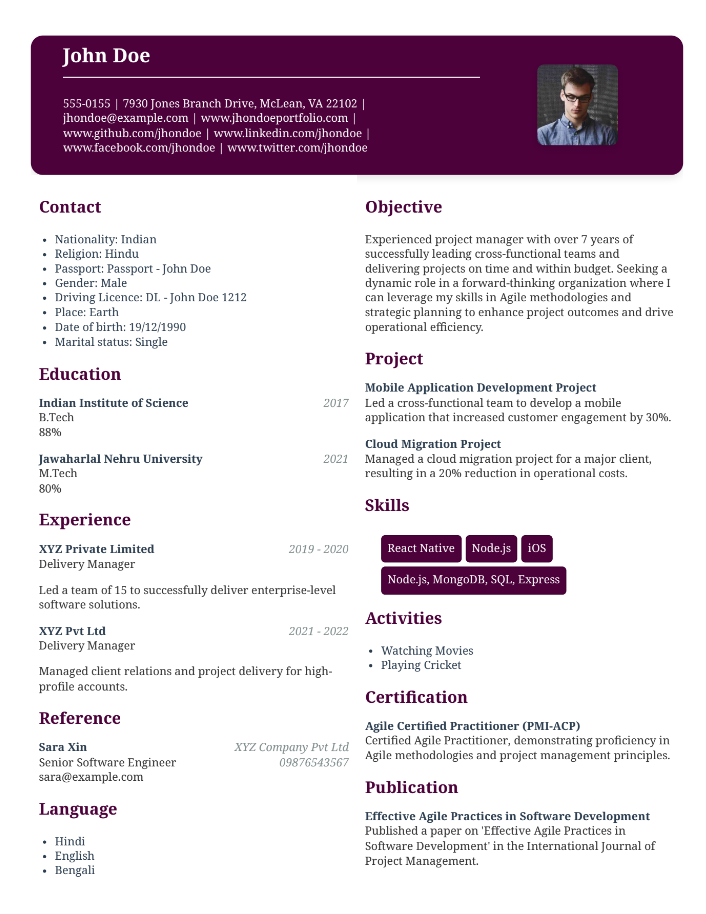 John Doe
555-0155 | 7930 Jones Branch Drive, McLean, VA 22102 |
jhondoe@example.com | www.jhondoeportfolio.com |
www.github.com/jhondoe | www.linkedin.com/jhondoe |
www.facebook.com/jhondoe | www.twitter.com/jhondoe
Contact
• Nationality: Indian
• Religion: Hindu
• Passport: Passport - John Doe
• Gender: Male
• Driving Licence: DL - John Doe 1212
• Place: Earth
• Date of birth: 19/12/1990
• Marital status: Single
Education
Indian Institute of Science 2017
B.Tech
88%
Jawaharlal Nehru University 2021
M.Tech
80%
Experience
XYZ Private Limited 2019 - 2020
Delivery Manager
Led a team of 15 to successfully deliver enterprise-level
software solutions.
XYZ Pvt Ltd 2021 - 2022
Delivery Manager
Managed client relations and project delivery for high-
profile accounts.
Reference
Sara Xin XYZ Company Pvt Ltd
Senior Software Engineer 09876543567
sara@example.com
Language
• Hindi
• English
• Bengali
Objective
Experienced project manager with over 7 years of
successfully leading cross-functional teams and
delivering projects on time and within budget. Seeking a
dynamic role in a forward-thinking organization where I
can leverage my skills in Agile methodologies and
strategic planning to enhance project outcomes and drive
operational efficiency.
Project
Mobile Application Development Project
Led a cross-functional team to develop a mobile
application that increased customer engagement by 30%.
Cloud Migration Project
Managed a cloud migration project for a major client,
resulting in a 20% reduction in operational costs.
Skills
React Native Node.js iOS
Node.js, MongoDB, SQL, Express
Activities
• Watching Movies
• Playing Cricket
Certification
Agile Certified Practitioner (PMI-ACP)
Certified Agile Practitioner, demonstrating proficiency in
Agile methodologies and project management principles.
Publication
Effective Agile Practices in Software Development
Published a paper on 'Effective Agile Practices in
Software Development' in the International Journal of
Project Management.